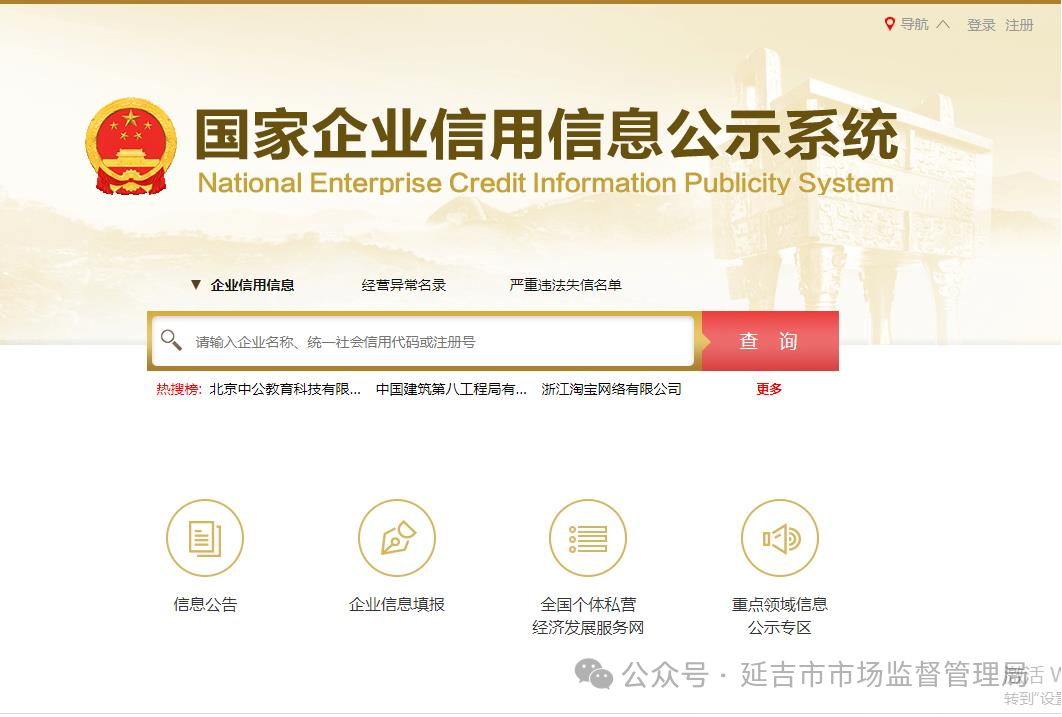 导航 登录 注册
国家企业信用信息公示系统
National Enterprise Credit Information Publicity System
▼ 企业信用信息 经营异常名录 严重违法失信名单
请输入企业名称、统一社会信用代码或注册号 查 询
热搜榜: 北京中公教育科技有限... 中国建筑第八工程局有... 浙江淘宝网络有限公司 更多
信息公告 企业信息填报 全国个体私营 重点领域信息
经济发展服务网 公示专区
公众号 · 延吉市市场监督管理局
激活 W
转到"设置